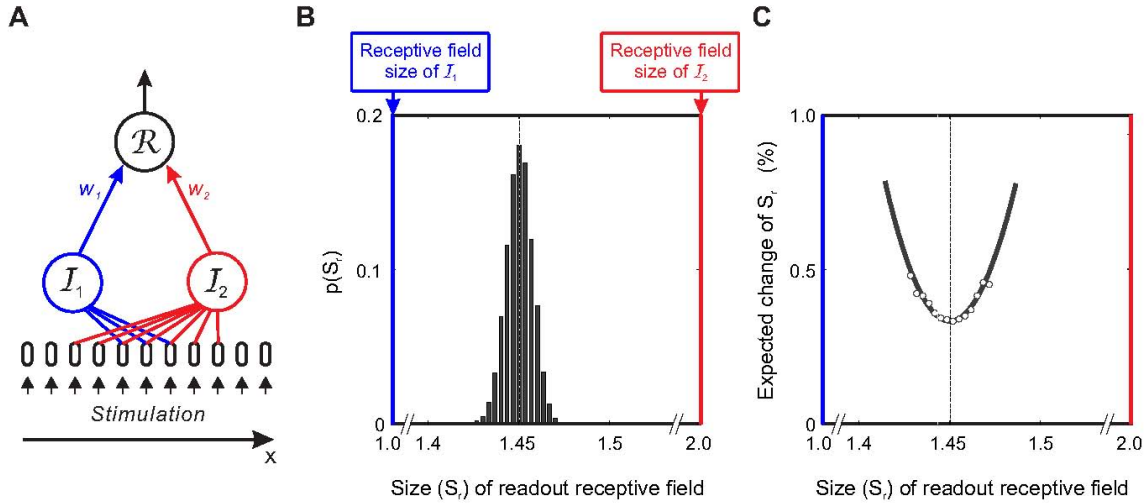 A
ℛ
w₁
w₂
ℐ₁
ℐ₂
Stimulation
x
B
Receptive field
size of ℐ₁
Receptive field
size of ℐ₂
0.2
0.1
0
p(Sᵣ)
1.0
1.4
1.45
1.5
2.0
Size (Sᵣ) of readout receptive field
C
1.0
0.5
0
Expected change of Sᵣ (%)
1.0
1.4
1.45
1.5
2.0
Size (Sᵣ) of readout receptive field